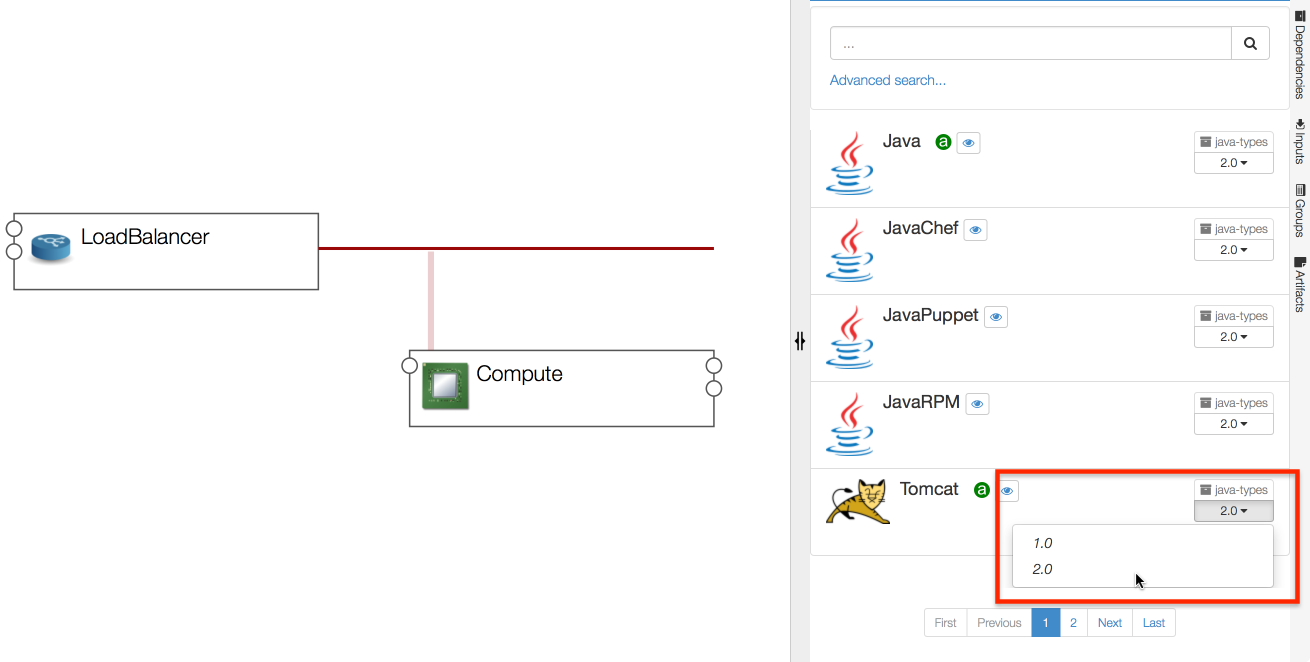 LoadBalancer
Compute
...
Advanced search...
Java a
java-types
2.0
JavaChef
java-types
2.0
JavaPuppet
java-types
2.0
JavaRPM
java-types
2.0
Tomcat a
java-types
2.0
1.0
2.0
First Previous 1 2 Next Last
Dependencies
Inputs
Groups
Artifacts